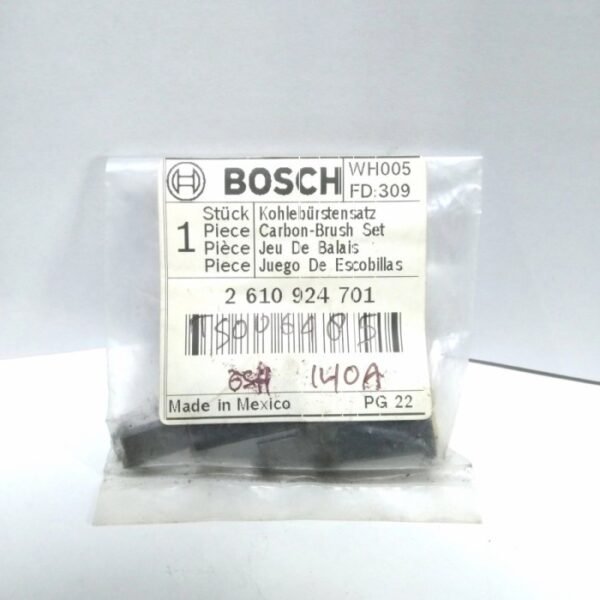 BOSCH
WH005
FD:309
1
Stück Kohlebürstensatz
Piece Carbon-Brush Set
Pièce Jeu De Balais
Piece Juego De Escobillas
2 610 924 701
140A
Made in Mexico PG 22